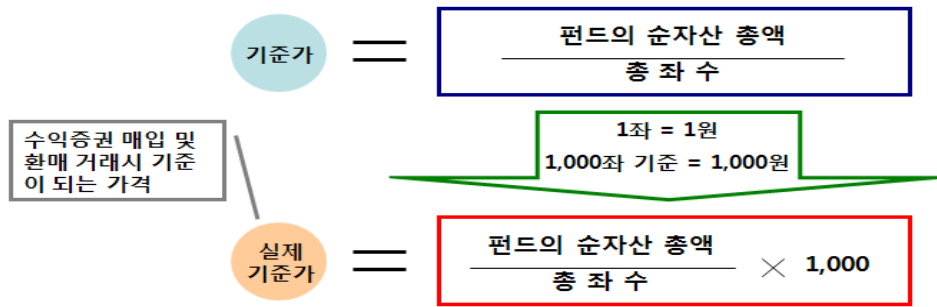 기준가
펀드의 순자산 총액
총 좌 수
1좌 = 1원
1,000좌 기준 = 1,000원
수익증권 매입 및
환매 거래시 기준
이 되는 가격
실제
기준가
펀드의 순자산 총액
총 좌 수
× 1,000